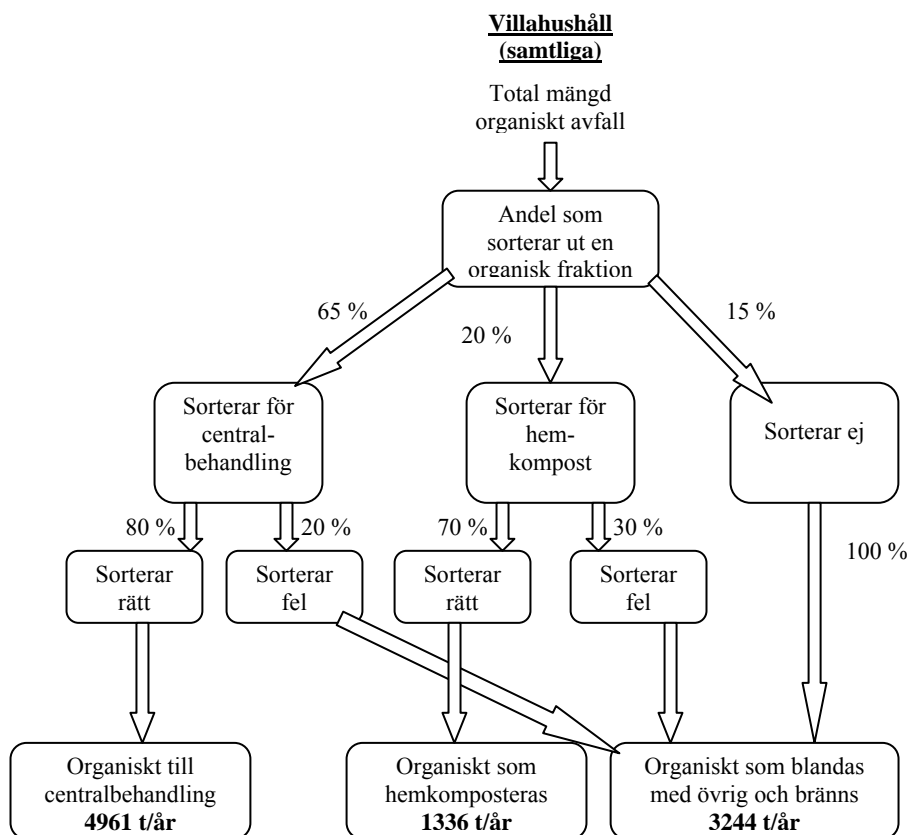 Villahushåll
(samtliga)
Total mängd
organiskt avfall
Andel som
sorterar ut en
organisk fraktion
65 %
20 %
15 %
Sorterar för
central-
behandling
Sorterar för
hem-
kompost
Sorterar ej
80 %
20 %
70 %
30 %
100 %
Sorterar
rätt
Sorterar
fel
Sorterar
rätt
Sorterar
fel
Organiskt till
centralbehandling
4961 t/år
Organiskt som
hemkomposteras
1336 t/år
Organiskt som blandas
med övrig och bränns
3244 t/år